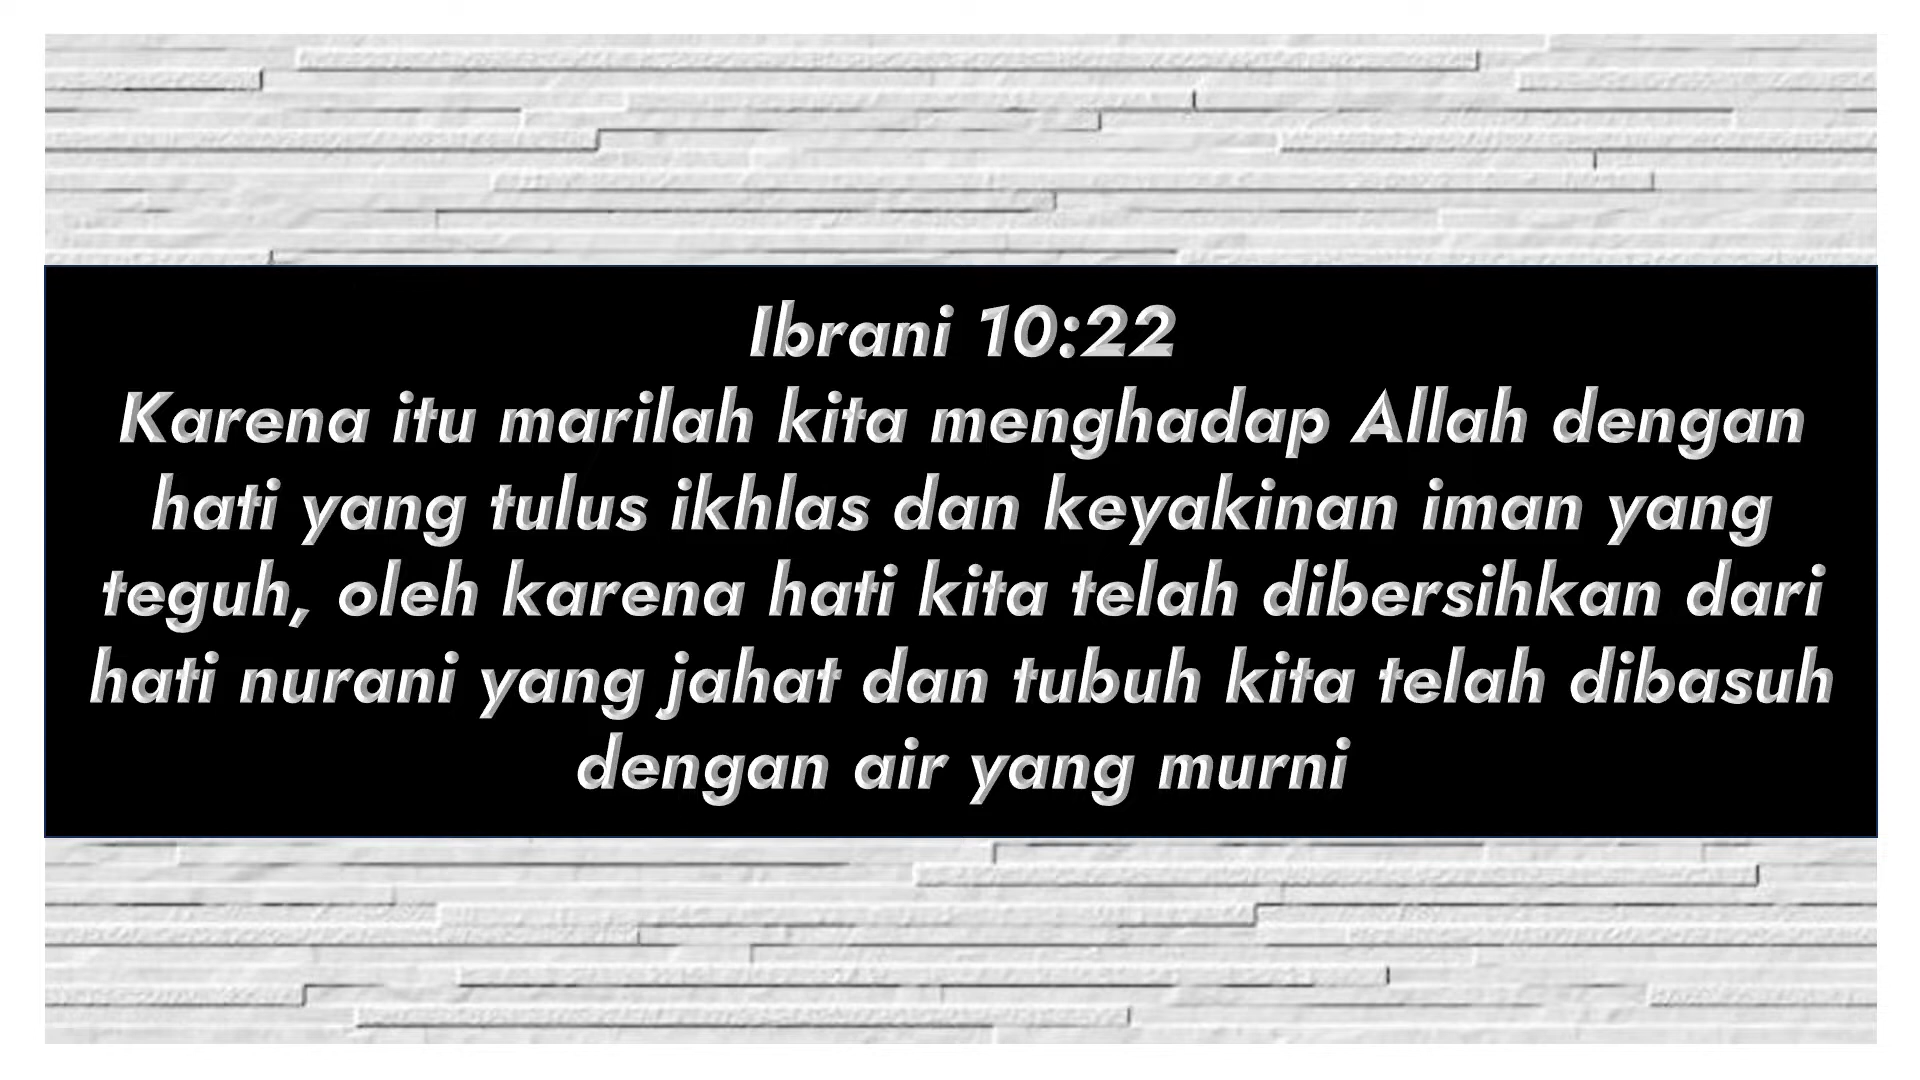 Ibrani 10:22
Karena itu marilah kita menghadap Allah dengan
hati yang tulus ikhlas dan keyakinan iman yang
teguh, oleh karena hati kita telah dibersihkan dari
hati nurani yang jahat dan tubuh kita telah dibasuh
dengan air yang murni